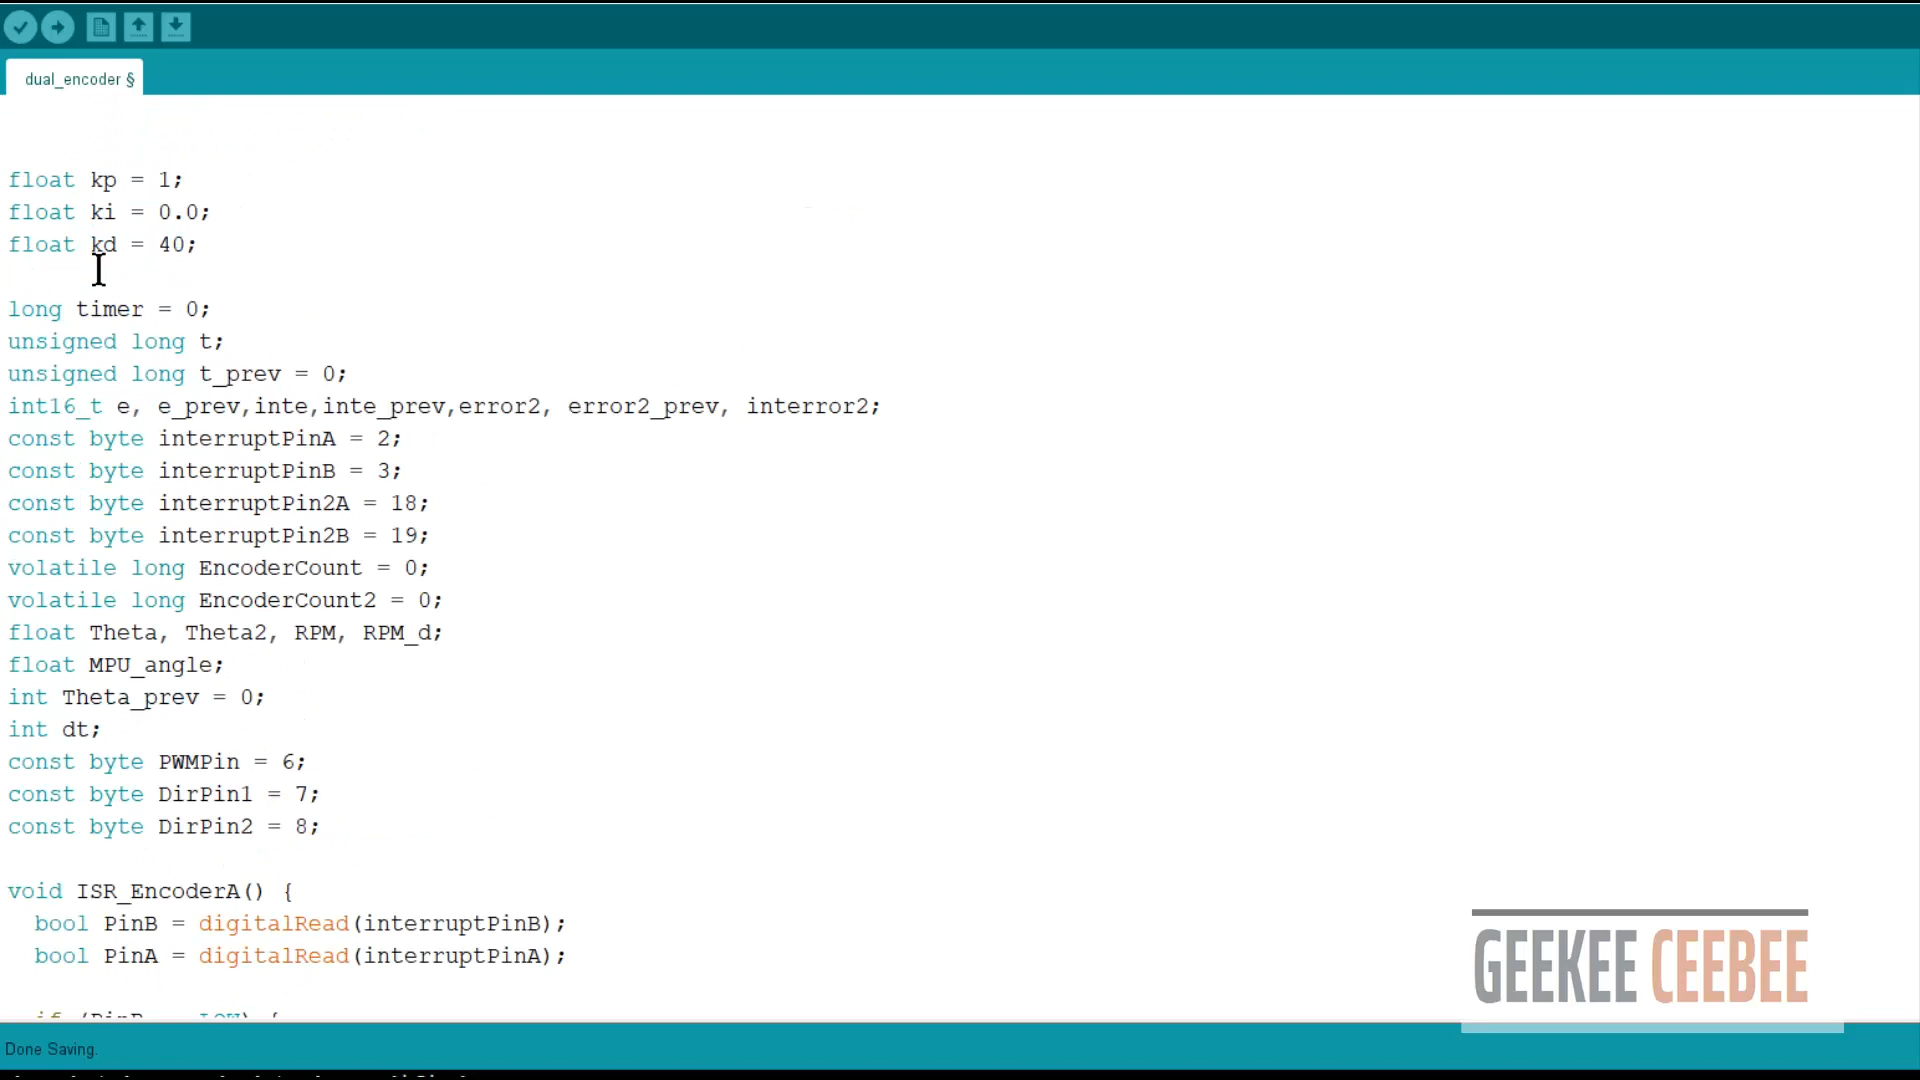 dual_encoder §
float kp = 1;
float ki = 0.0;
float kd = 40;
long timer = 0;
unsigned long t;
unsigned long t_prev = 0;
int16_t e, e_prev,inte,inte_prev,error2, error2_prev, interror2;
const byte interruptPinA = 2;
const byte interruptPinB = 3;
const byte interruptPin2A = 18;
const byte interruptPin2B = 19;
volatile long EncoderCount = 0;
volatile long EncoderCount2 = 0;
float Theta, Theta2, RPM, RPM_d;
float MPU_angle;
int Theta_prev = 0;
int dt;
const byte PWMPin = 6;
const byte DirPin1 = 7;
const byte DirPin2 = 8;
void ISR_EncoderA() {
bool PinB = digitalRead(interruptPinB);
bool PinA = digitalRead(interruptPinA);
GEEKEE CEEBEE
Done Saving.